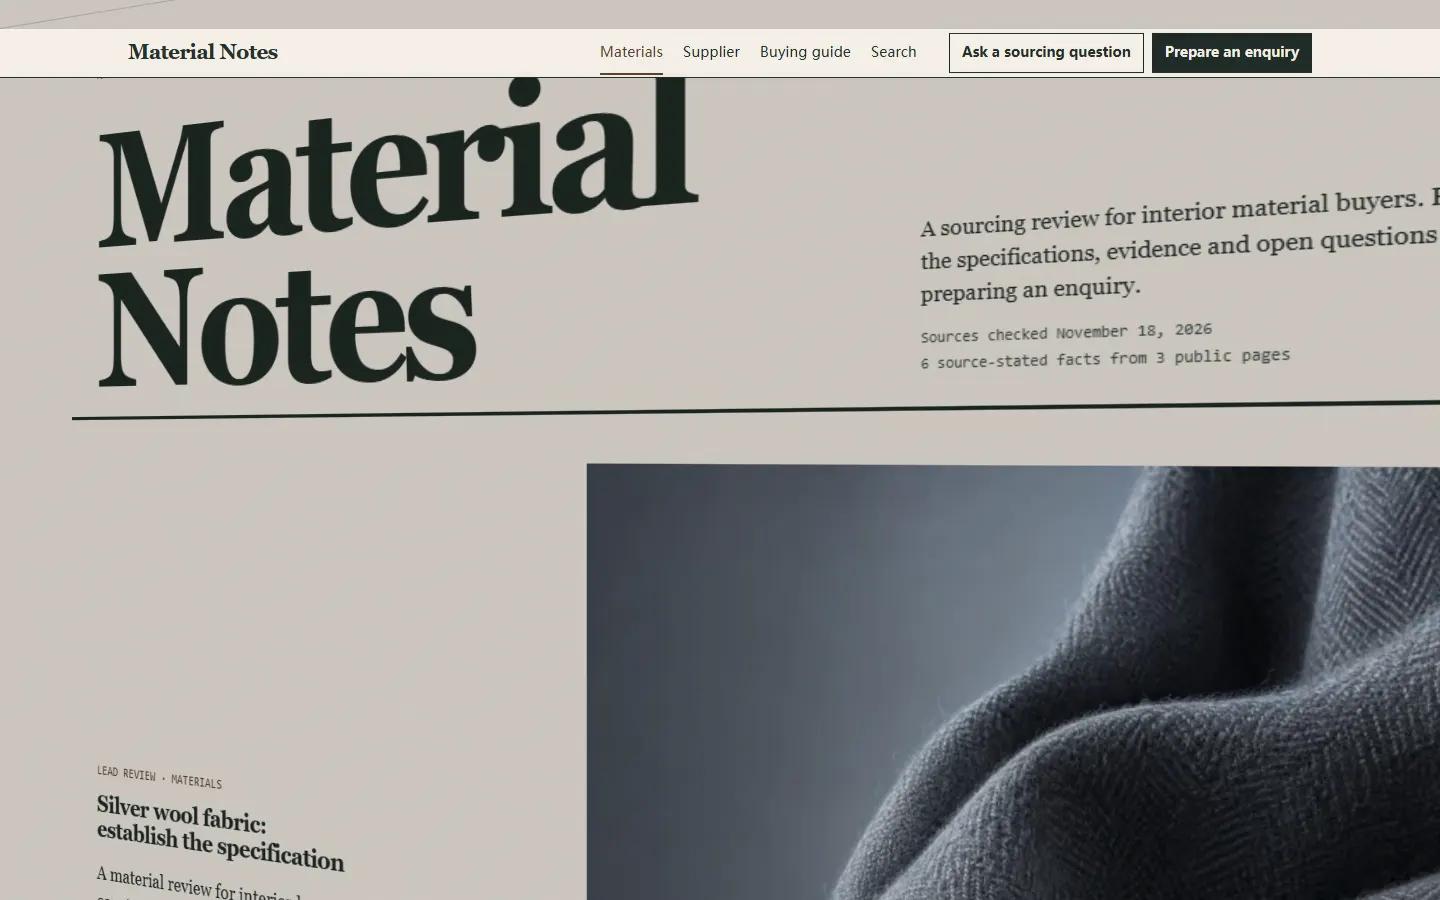 Material Notes
Materials
Supplier
Buying guide
Search
Ask a sourcing question
Prepare an enquiry
Material
Notes
A sourcing review for interior material buyers.
the specifications, evidence and open questions
preparing an enquiry.
Sources checked November 18, 2026
6 source-stated facts from 3 public pages
LEAD REVIEW · MATERIALS
Silver wool fabric:
establish the specification
A material review for